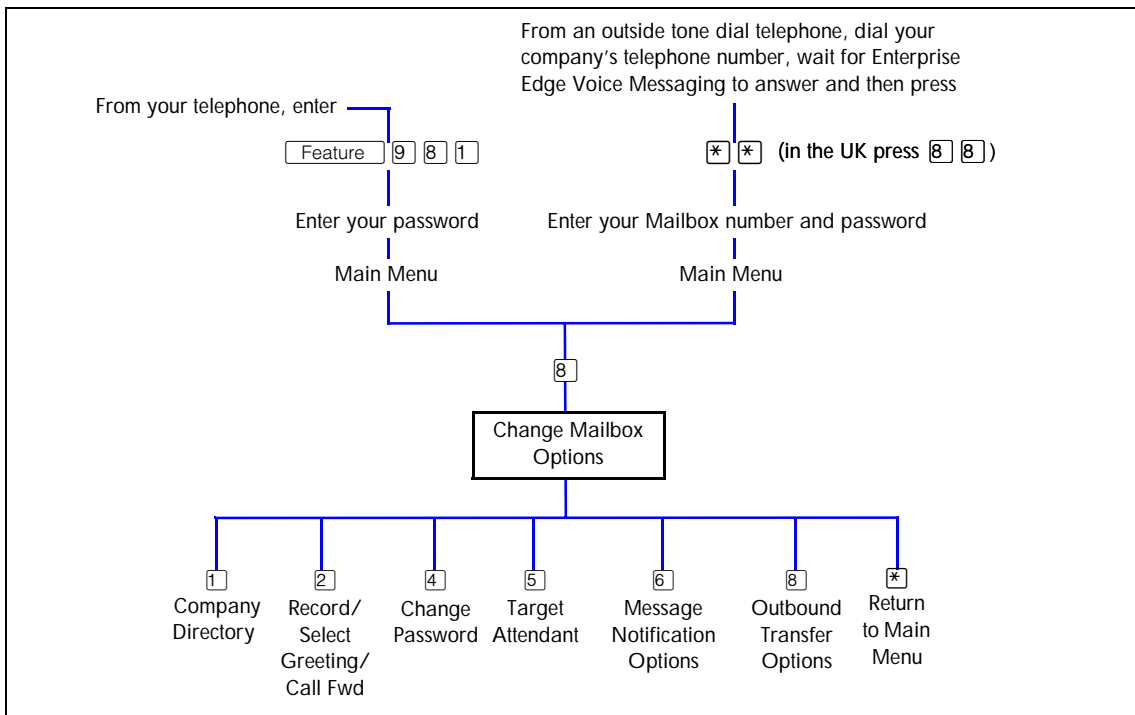 From an outside tone dial telephone, dial your
company's telephone number, wait for Enterprise
Edge Voice Messaging to answer and then press
From your telephone, enter
Feature 9 8 1
* * (in the UK press 8 8 )
Enter your password
Enter your Mailbox number and password
Main Menu
Main Menu
8
Change Mailbox
Options
1
Company
Directory
2
Record/
Select
Greeting/
Call Fwd
4
Change
Password
5
Target
Attendant
6
Message
Notification
Options
8
Outbound
Transfer
Options
*
Return
to Main
Menu